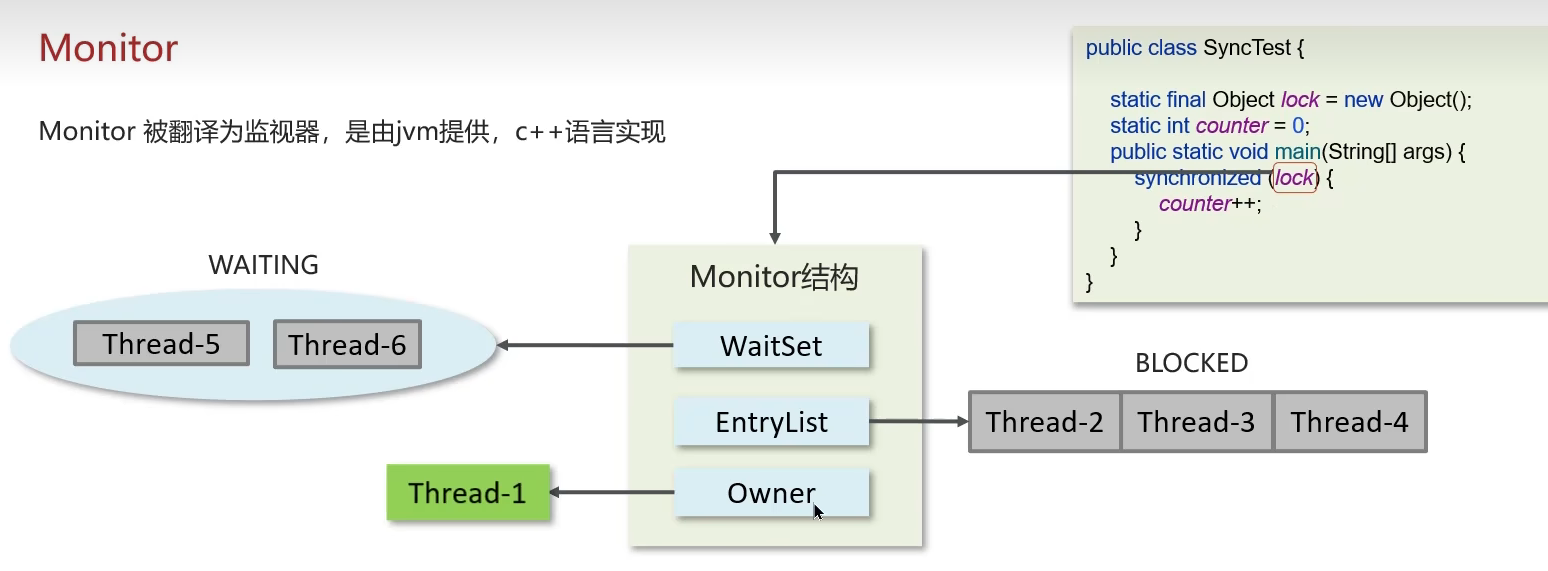 Monitor
Monitor 被翻译为监视器，是由jvm提供，c++语言实现
public class SyncTest {
static final Object lock = new Object();
static int counter = 0;
public static void main(String[] args) {
synchronized (lock) {
counter++;
}
}
}
WAITING
Thread-5 Thread-6
Monitor结构
WaitSet
EntryList
Owner
BLOCKED
Thread-2 Thread-3 Thread-4
Thread-1